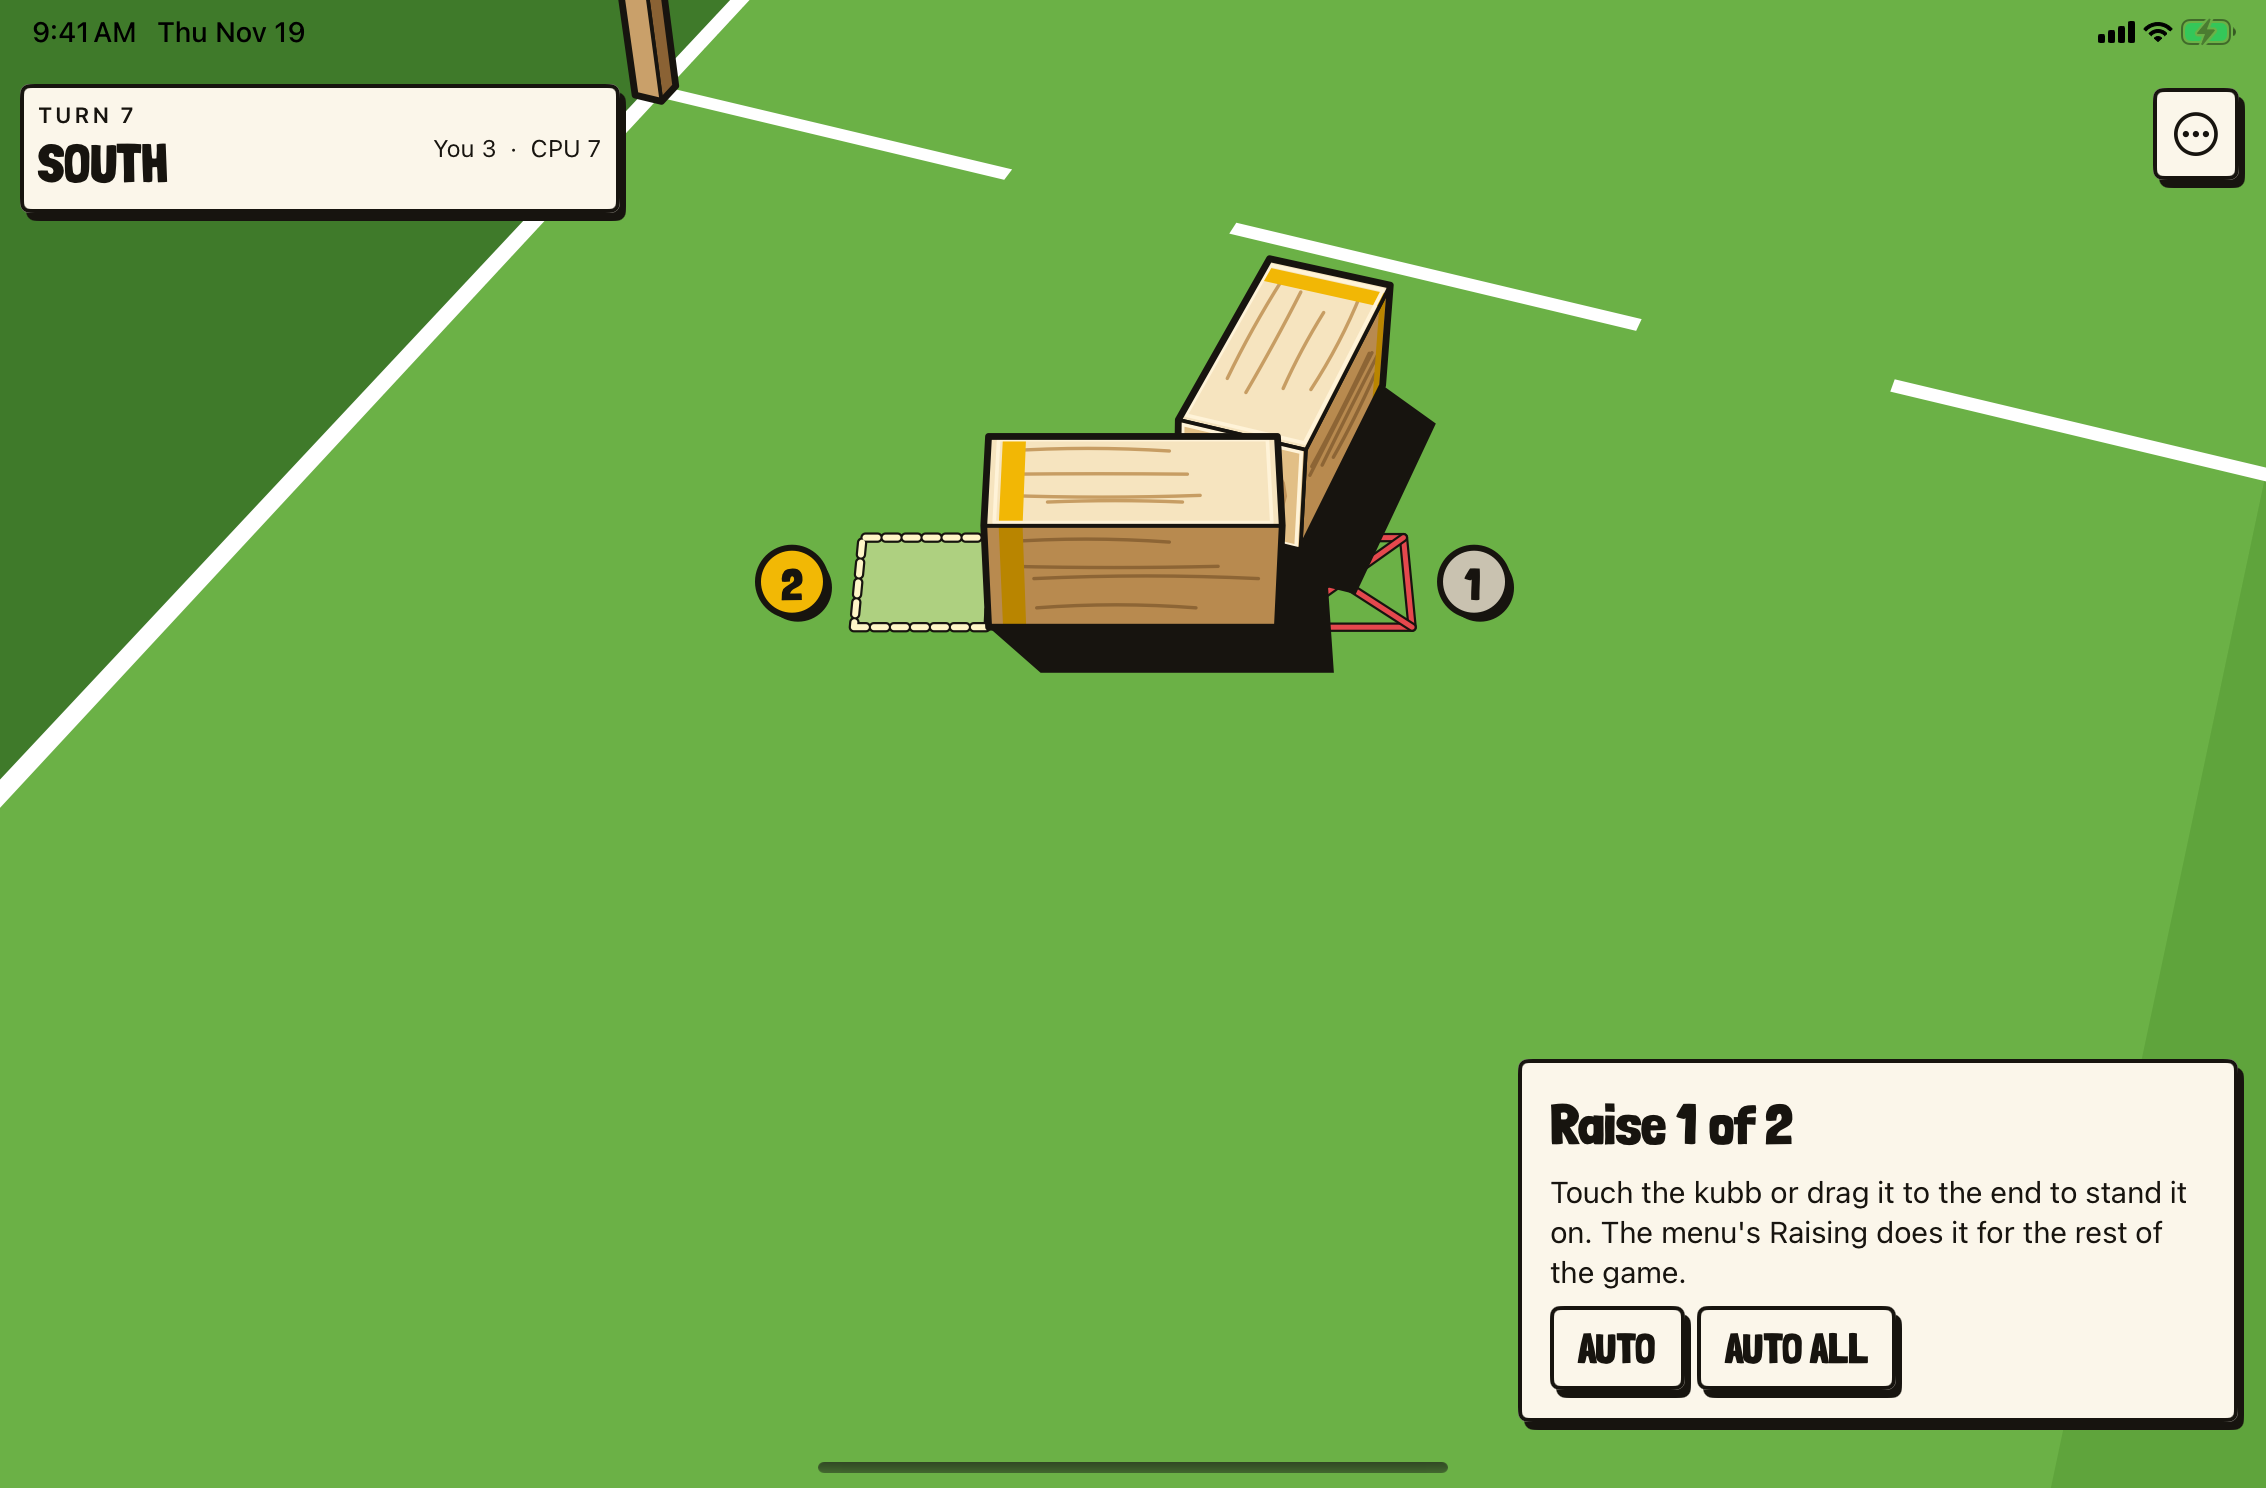 9:41 AM Thu Nov 19
TURN 7
SOUTH
You 3 · CPU 7
2
1
Raise 1 of 2
Touch the kubb or drag it to the end to stand it
on. The menu's Raising does it for the rest of
the game.
AUTO
AUTO ALL